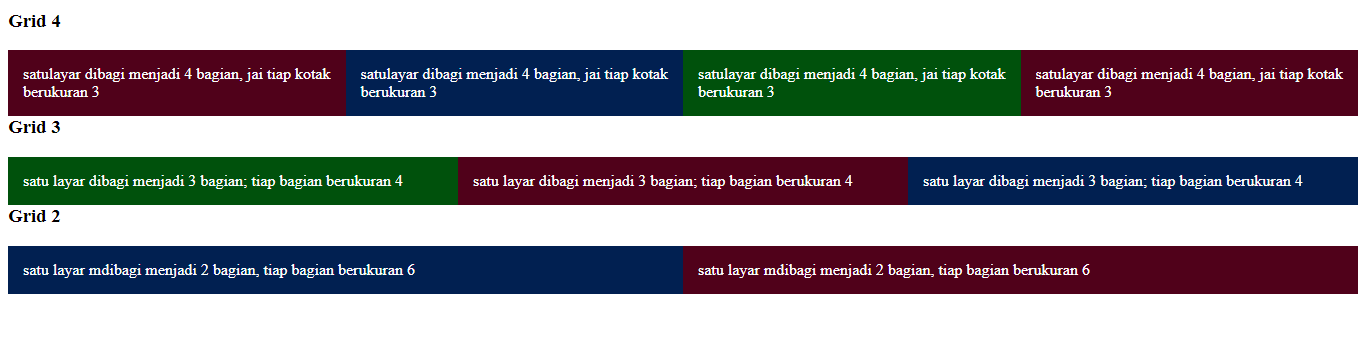 Grid 4
satulayar dibagi menjadi 4 bagian, jai tiap kotak
berukuran 3
satulayar dibagi menjadi 4 bagian, jai tiap kotak
berukuran 3
satulayar dibagi menjadi 4 bagian, jai tiap kotak
berukuran 3
satulayar dibagi menjadi 4 bagian, jai tiap kotak
berukuran 3
Grid 3
satu layar dibagi menjadi 3 bagian; tiap bagian berukuran 4
satu layar dibagi menjadi 3 bagian; tiap bagian berukuran 4
satu layar dibagi menjadi 3 bagian; tiap bagian berukuran 4
Grid 2
satu layar mdibagi menjadi 2 bagian, tiap bagian berukuran 6
satu layar mdibagi menjadi 2 bagian, tiap bagian berukuran 6